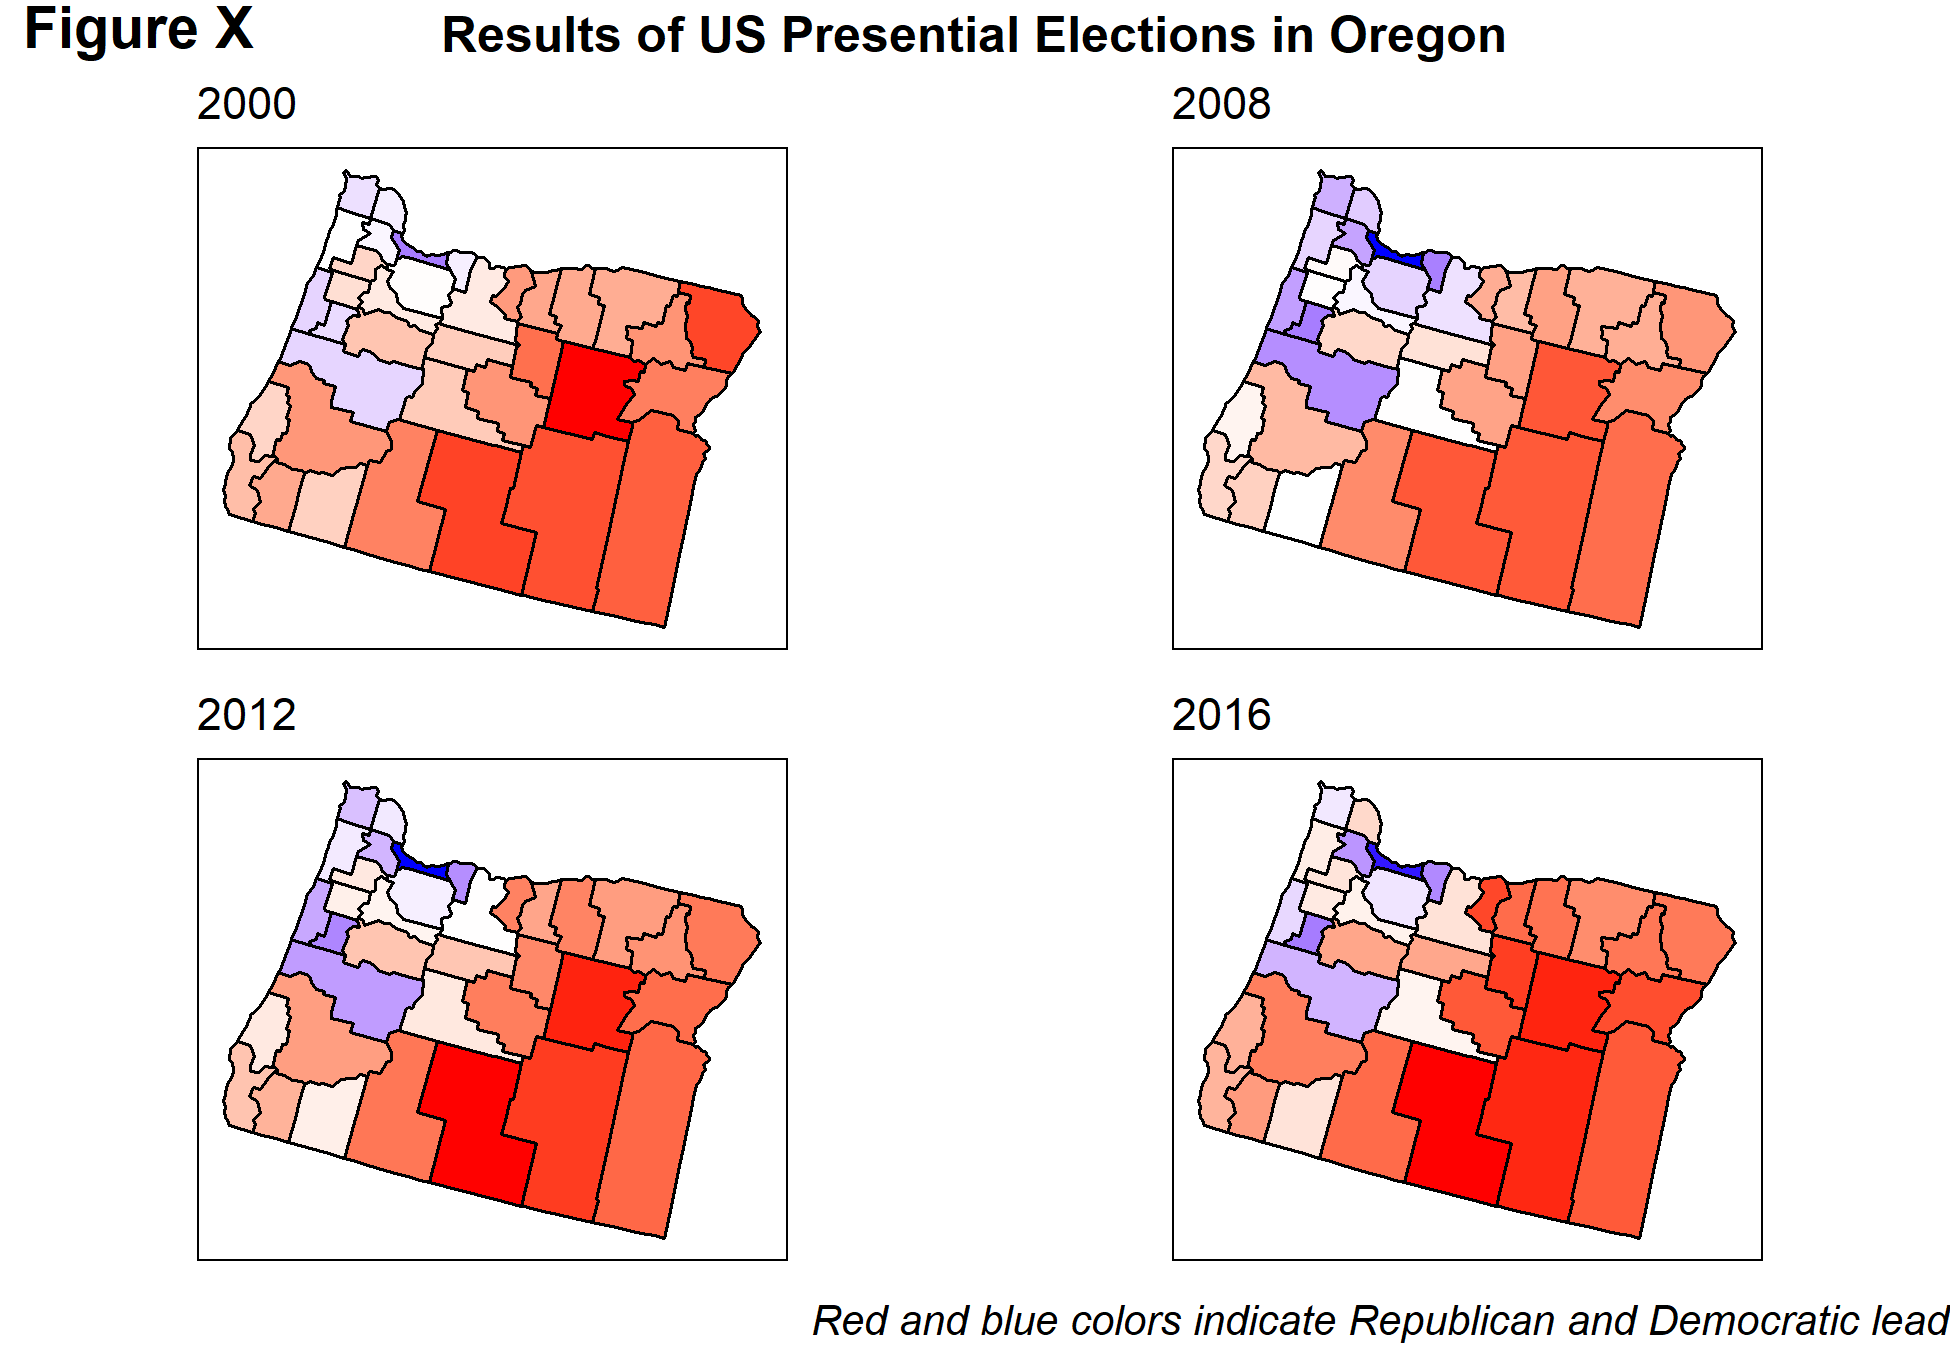 Figure X
Results of US Presential Elections in Oregon
2000
2008
2012
2016
Red and blue colors indicate Republican and Democratic lead